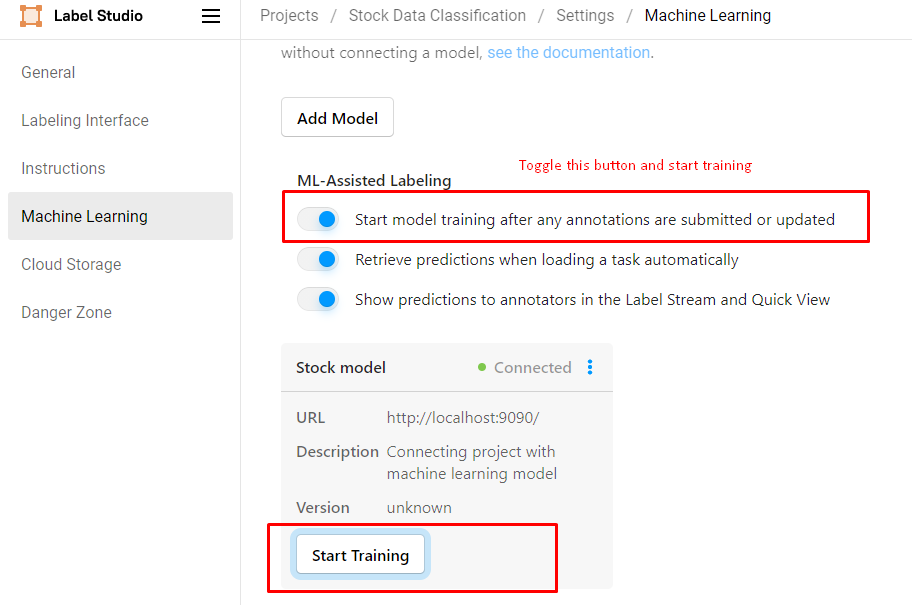 Label Studio
Projects / Stock Data Classification / Settings / Machine Learning
General
Labeling Interface
Instructions
Machine Learning
Cloud Storage
Danger Zone
without connecting a model, see the documentation.
Add Model
Toggle this button and start training
ML-Assisted Labeling
Start model training after any annotations are submitted or updated
Retrieve predictions when loading a task automatically
Show predictions to annotators in the Label Stream and Quick View
Stock model Connected
URL http://localhost:9090/
Description Connecting project with
machine learning model
Version unknown
Start Training